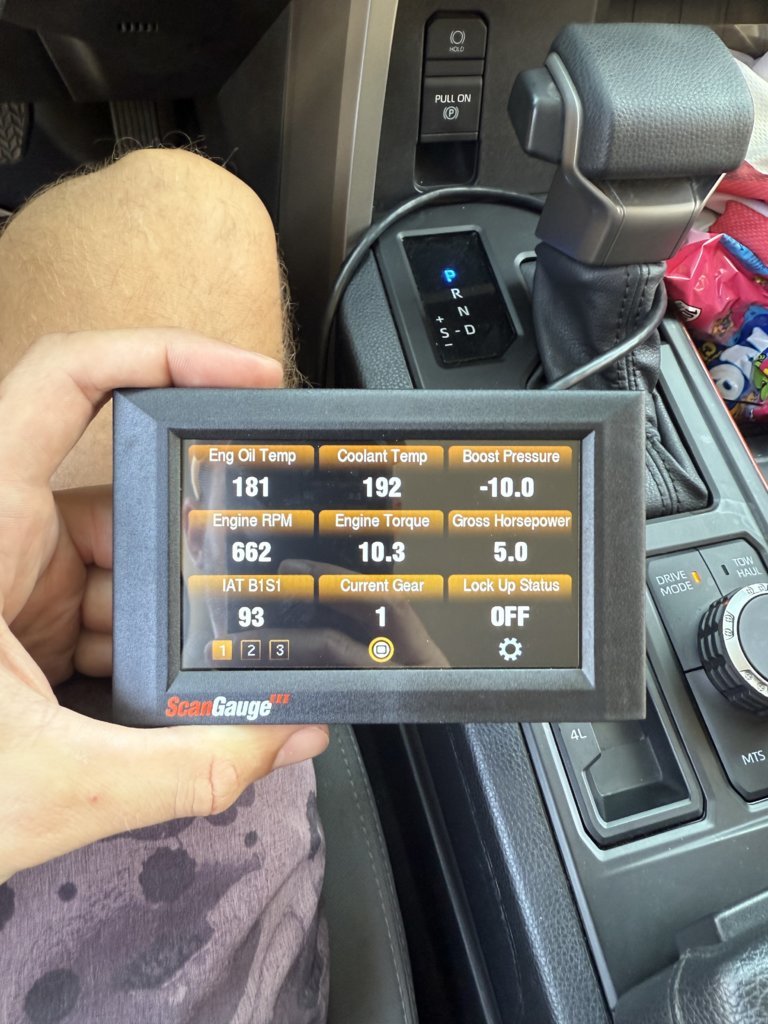 HOLD
PULL ON
P
P
R
N
+
S - D
−
Eng Oil Temp Coolant Temp Boost Pressure
181 192 -10.0
Engine RPM Engine Torque Gross Horsepower
662 10.3 5.0
IAT B1S1 Current Gear Lock Up Status
93 1 OFF
1 2 3
ScanGauge III
DRIVE MODE
TOW HAUL
4L
MTS